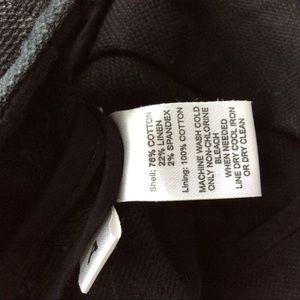 Shell: 76% COTTON
22% LINEN
2% SPANDEX
Lining: 100% COTTON
MACHINE WASH COLD
ONLY NON-CHLORINE
BLEACH
WHEN NEEDED
LINE DRY COOL IRON
OR DRY CLEAN